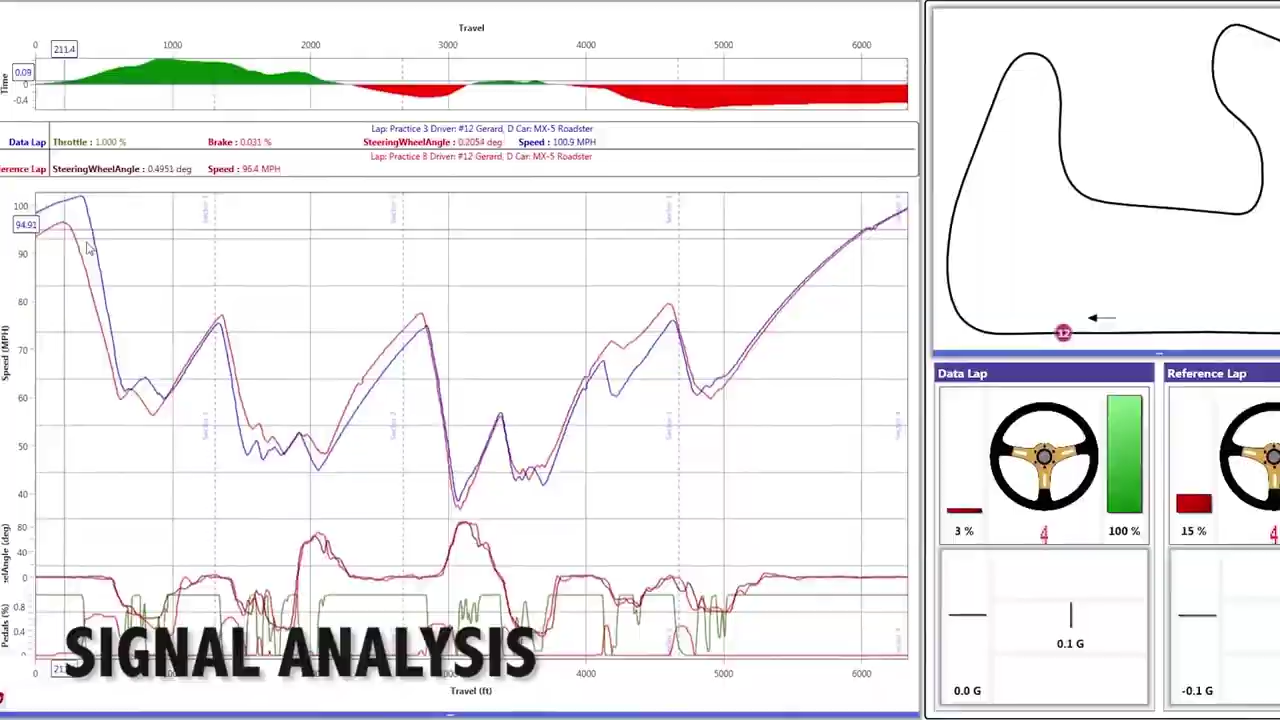 Travel
0 1000 2000 3000 4000 5000 6000
211.4
0.09
0
-0.4
Time
Lap: Practice 3 Driver: #12 Gerard, D Car: MX-5 Roadster
Data Lap Throttle : 1.000 % Brake: 0.031 % SteeringWheelAngle : 0.2054 deg Speed : 100.9 MPH
Lap: Practice 8 Driver: #12 Gerard, D Car: MX-5 Roadster
erence Lap SteeringWheelAngle : 0.4951 deg Speed : 96.4 MPH
100
94.91
90
80
70
60
50
40
Speed (MPH)
80
40
0
elAngle (deg)
0.8
0.4
Pedals (%)
SIGNAL ANALYSIS
4000 5000 6000
Travel (ft)
12
Data Lap
3 %
4
100 %
0.1 G
0.0 G
Reference Lap
15 %
4
-0.1 G